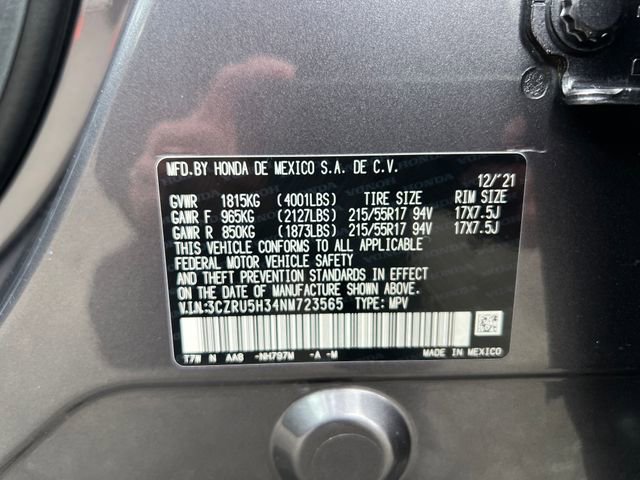 MFD.BY HONDA DE MEXICO S.A. DE C.V.
12/'21
GVWR 1815KG (4001LBS) TIRE SIZE RIM SIZE
GAWR F 965KG (2127LBS) 215/55R17 94V 17X7.5J
GAWR R 850KG (1873LBS) 215/55R17 94V 17X7.5J
THIS VEHICLE CONFORMS TO ALL APPLICABLE
FEDERAL MOTOR VEHICLE SAFETY
AND THEFT PREVENTION STANDARDS IN EFFECT
ON THE DATE OF MANUFACTURE SHOWN ABOVE.
V.I.N.:3CZRU5H34NM723565 TYPE: MPV
T7W N AA8 -NH797M -A -M MADE IN MEXICO